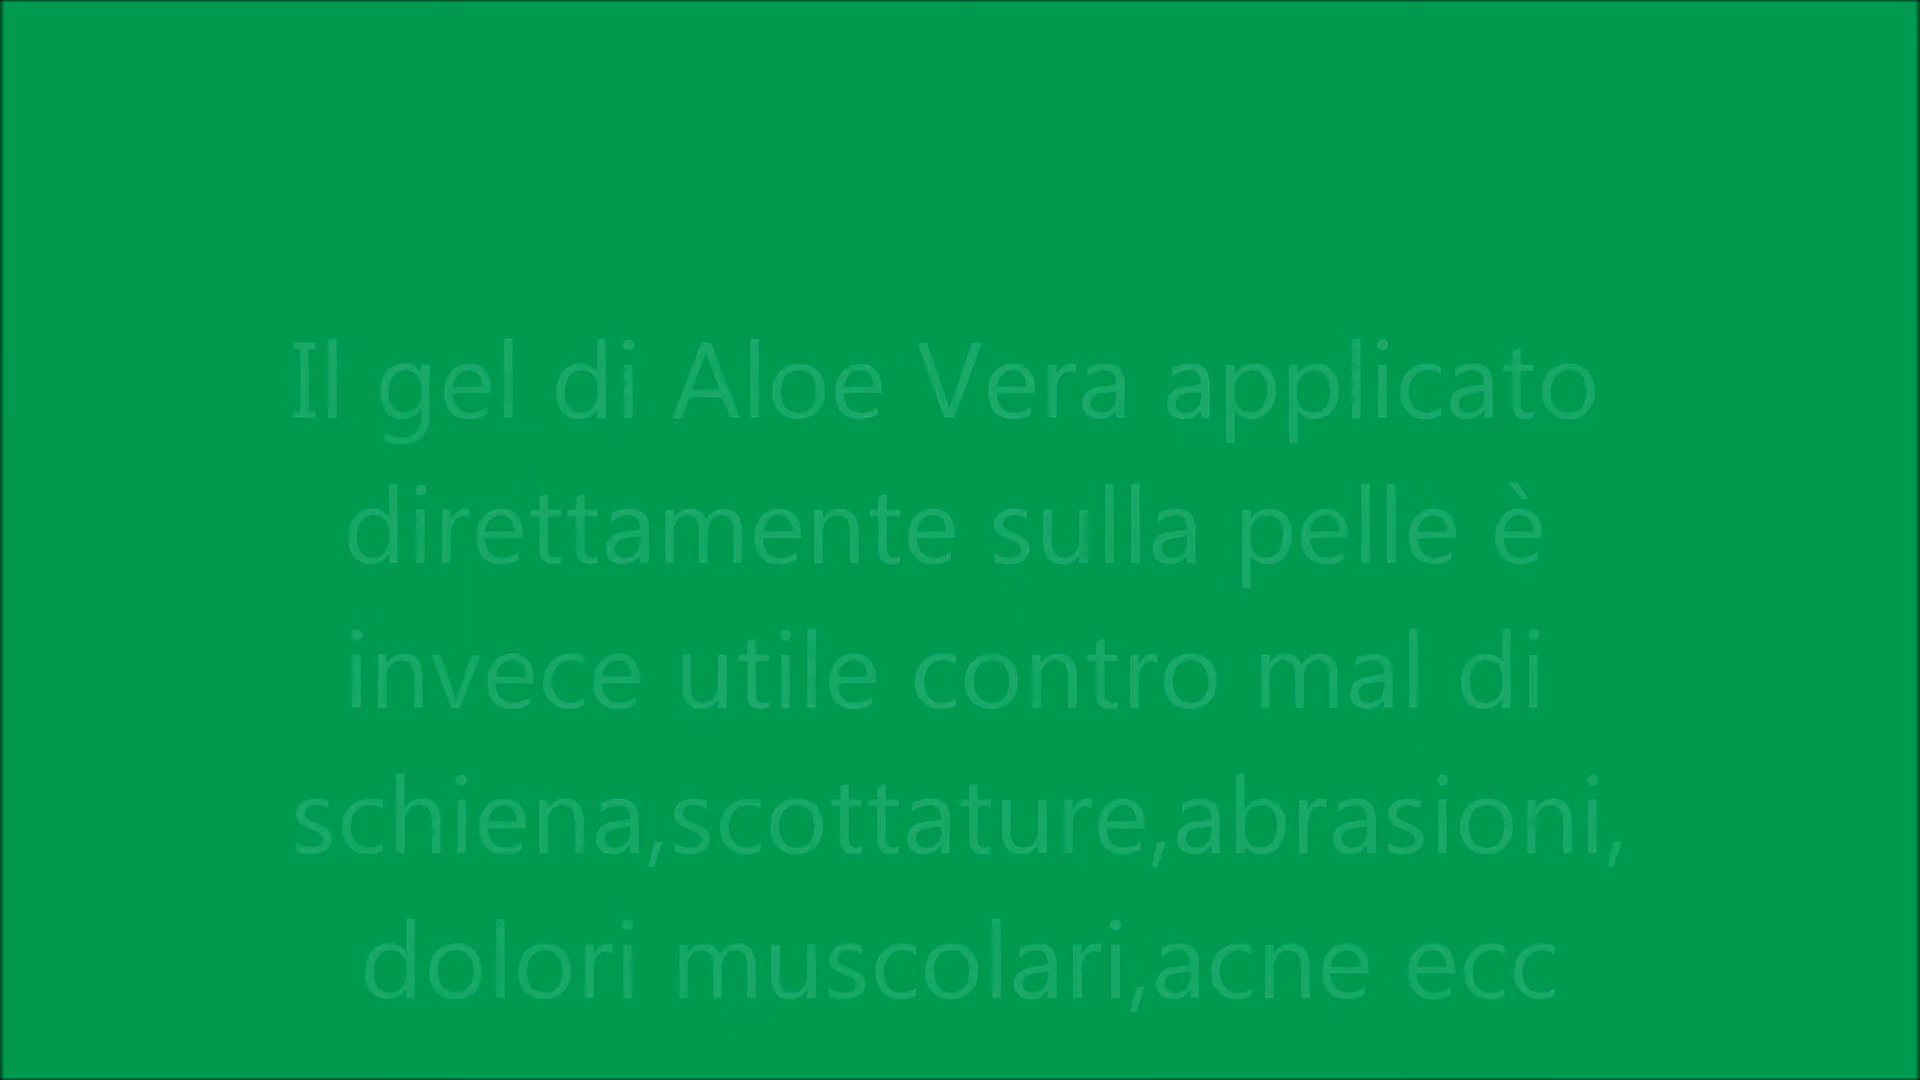 Il gel di Aloe Vera applicato
direttamente sulla pelle è
invece utile contro mal di
schiena,scottature,abrasioni,
dolori muscolari,acne ecc